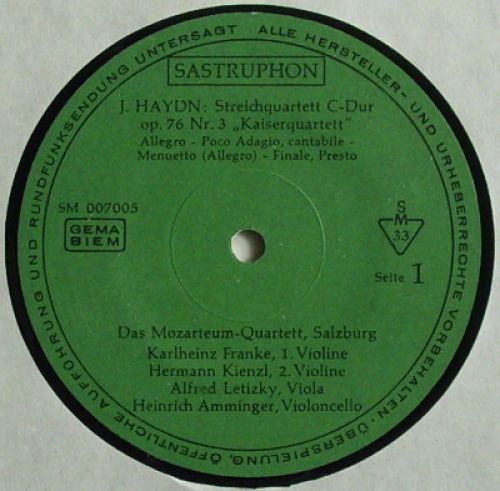 ALLE HERSTELLER- UND URHEBERRECHTE VORBEHALTEN · ÜBERSPIELUNG, ÖFFENTLICHE AUFFÜHRUNG UND RUNDFUNKSENDUNG UNTERSAGT
SASTRUPHON
J. HAYDN: Streichquartett C-Dur
op. 76 Nr. 3 „Kaiserquartett"
Allegro - Poco Adagio, cantabile -
Menuetto (Allegro) - Finale, Presto
SM 007005
GEMA
BIEM
S
M
33
Seite 1
Das Mozarteum-Quartett, Salzburg
Karlheinz Franke, 1. Violine
Hermann Kienzl, 2. Violine
Alfred Letizky, Viola
Heinrich Amminger, Violoncello